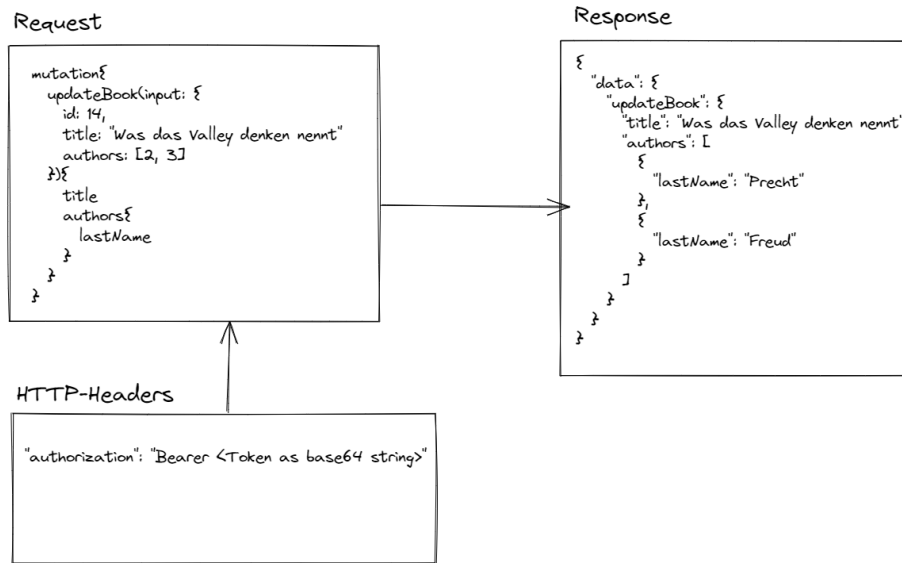 Request
mutation{
updateBook(input: {
id: 14,
title: "Was das Valley denken nennt"
authors: [2, 3]
}){
title
authors{
lastName
}
}
}
HTTP-Headers
"authorization": "Bearer <Token as base64 string>"
Response
{
"data": {
"updateBook": {
"title": "Was das Valley denken nennt"
"authors": [
{
"lastName": "Precht"
},
{
"lastName": "Freud"
}
]
}
}
}